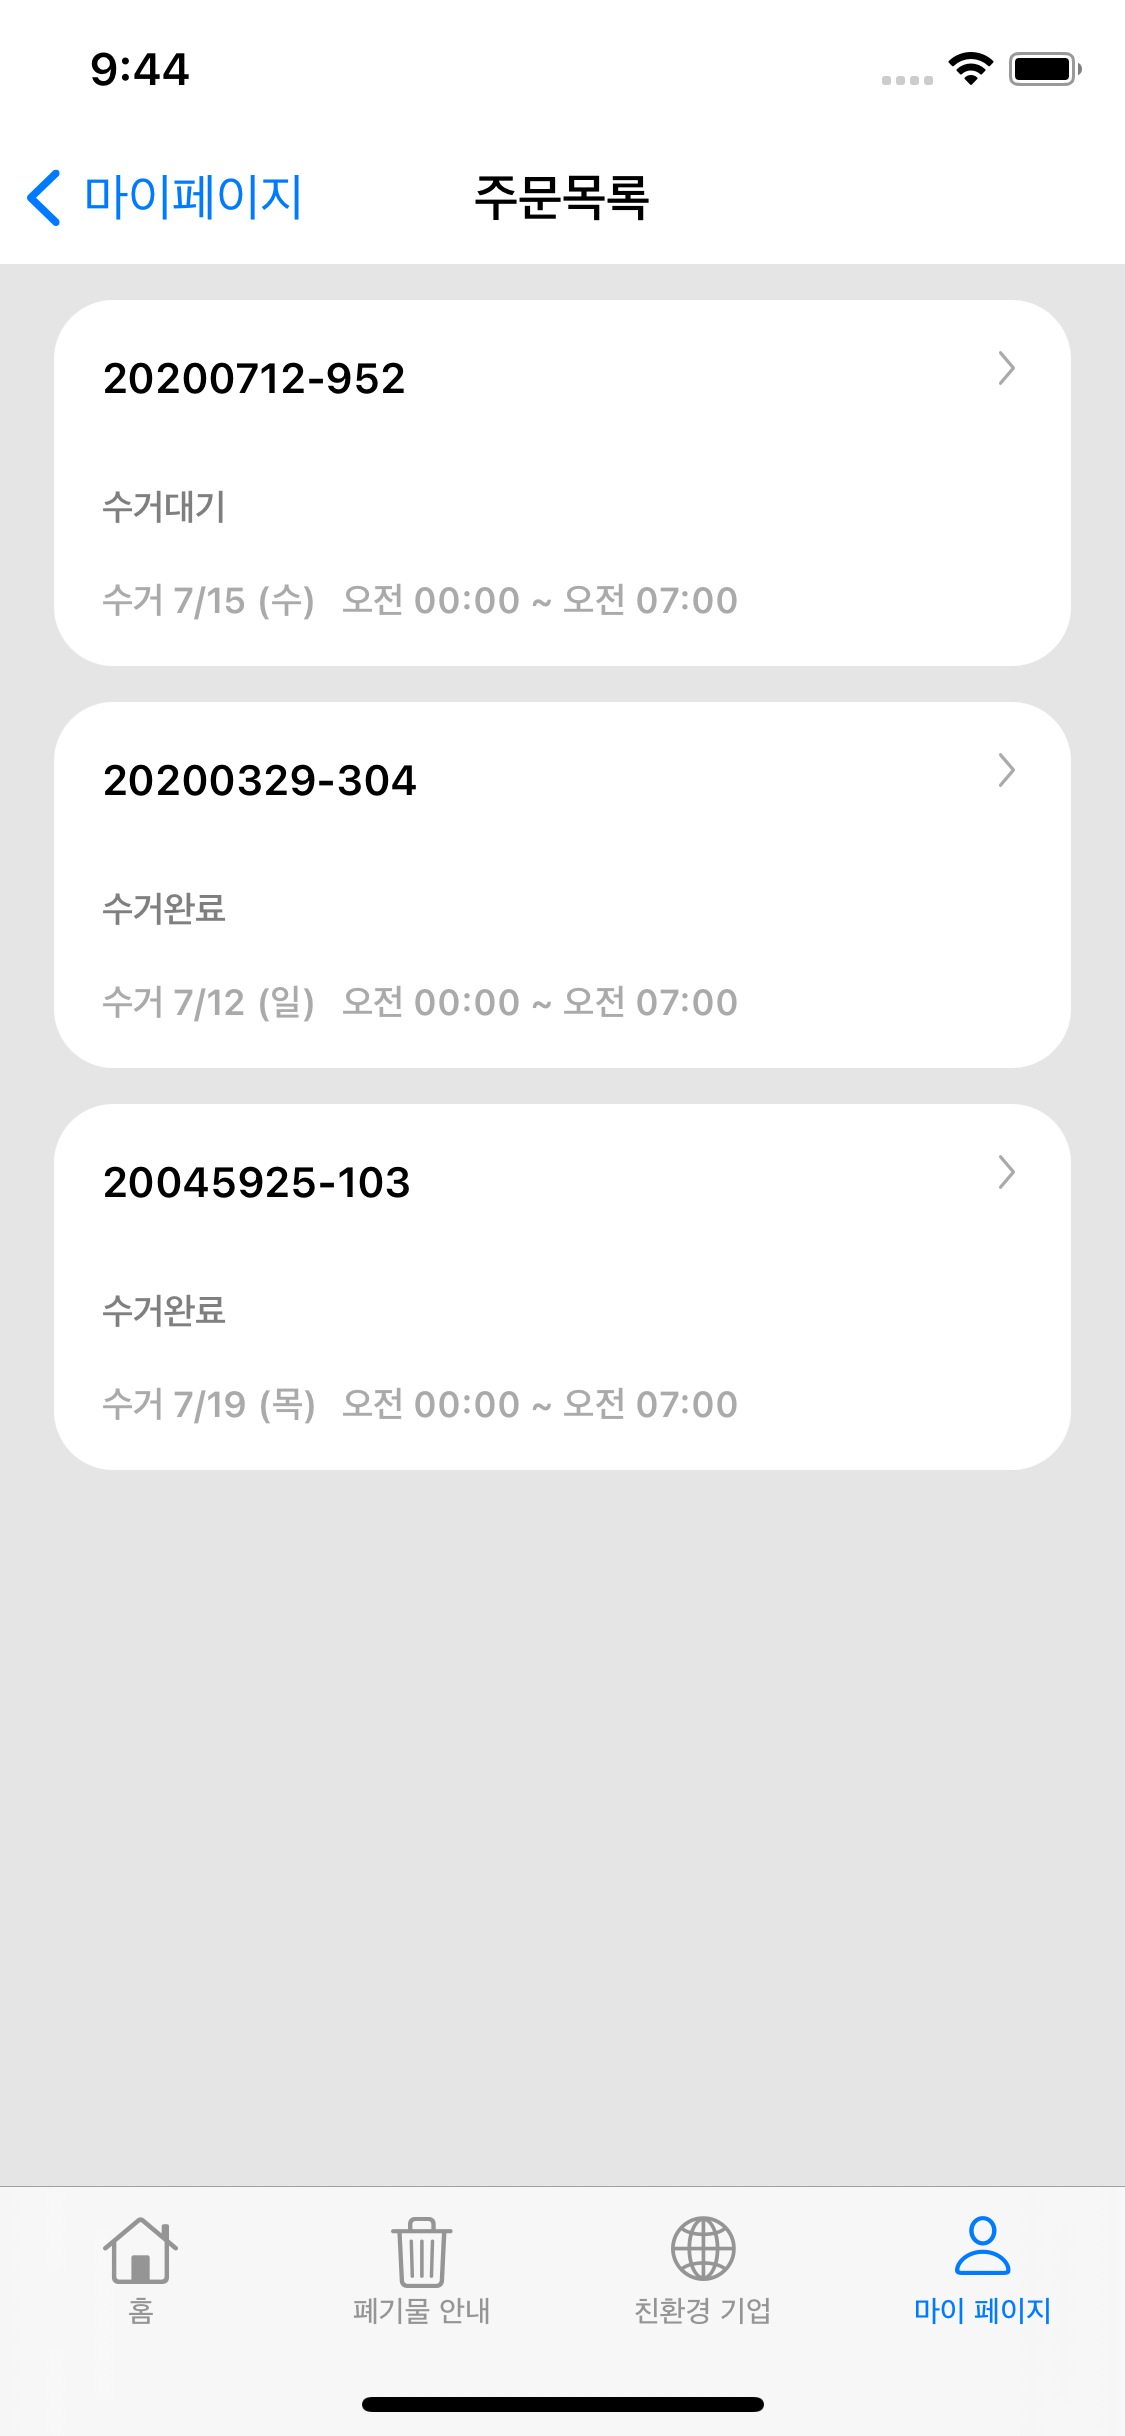 9:44
마이페이지 주문목록
20200712-952
수거대기
수거 7/15 (수) 오전 00:00 ~ 오전 07:00
20200329-304
수거완료
수거 7/12 (일) 오전 00:00 ~ 오전 07:00
20045925-103
수거완료
수거 7/19 (목) 오전 00:00 ~ 오전 07:00
홈 폐기물 안내 친환경 기업 마이 페이지